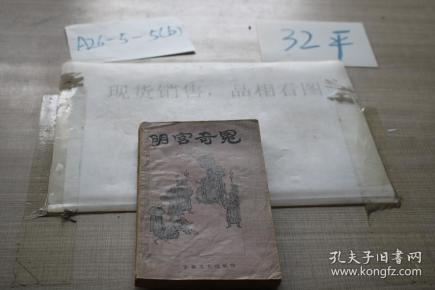 A26-5-5(b)
32平
现货销售，品相看图
明宫奇冤
孔夫子旧书网
www.kongfz.com